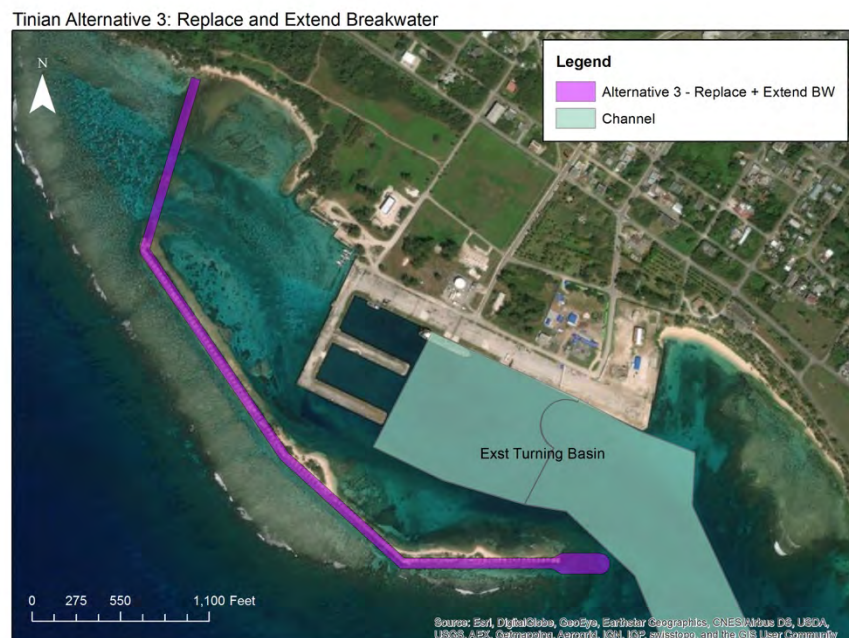 Tinian Alternative 3: Replace and Extend Breakwater
N
Legend
Alternative 3 - Replace + Extend BW
Channel
Exst Turning Basin
0 275 550 1,100 Feet
Source: Esri, DigitalGlobe, GeoEye, Earthstar Geographics, CNES/Airbus DS, USDA,
USGS, AEX, Getmapping, Aerogrid, IGN, IGP, swisstopo, and the GIS User Community